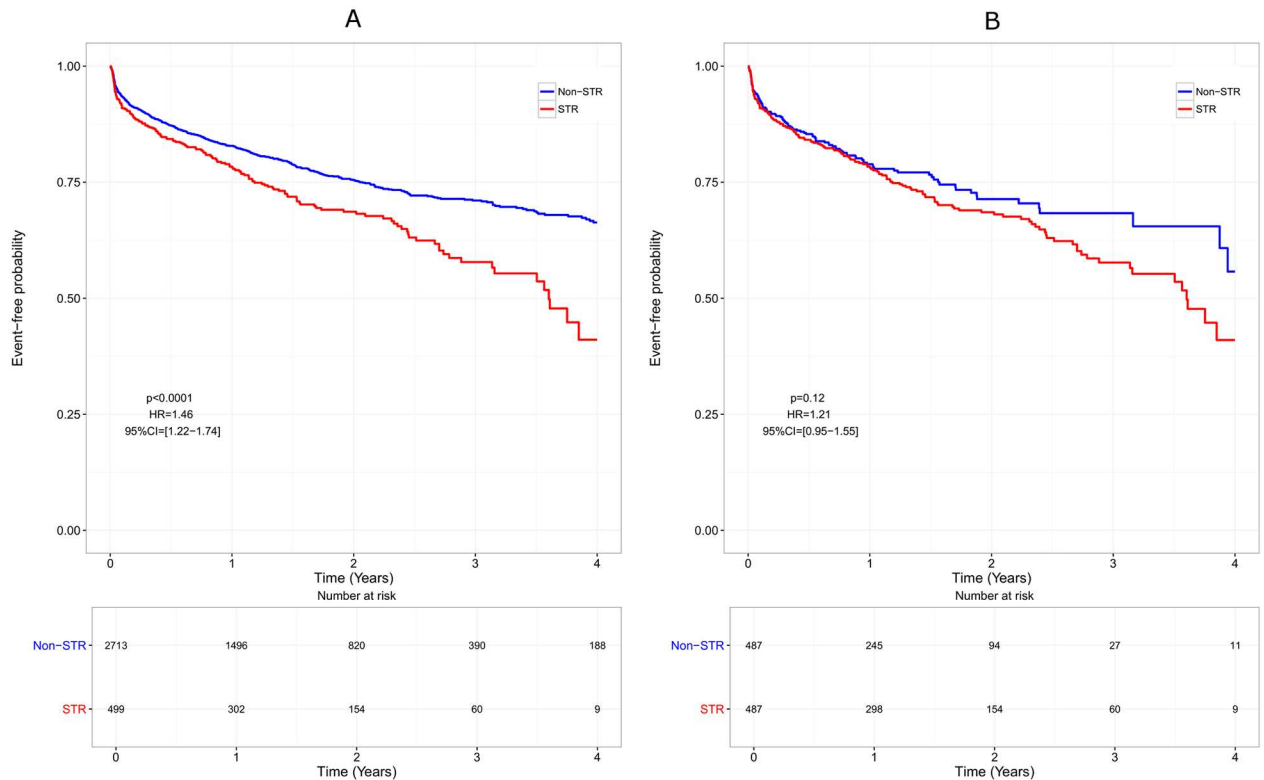 A
1.00
0.75
0.50
0.25
0.00
Event−free probability
Non−STR
STR
p<0.0001
HR=1.46
95%CI=[1.22−1.74]
0 1 2 3 4
Time (Years)
Number at risk
Non−STR 2713 1496 820 390 188
STR 499 302 154 60 9
0 1 2 3 4
Time (Years)
B
1.00
0.75
0.50
0.25
0.00
Event−free probability
Non−STR
STR
p=0.12
HR=1.21
95%CI=[0.95−1.55]
0 1 2 3 4
Time (Years)
Number at risk
Non−STR 487 245 94 27 11
STR 487 298 154 60 9
0 1 2 3 4
Time (Years)